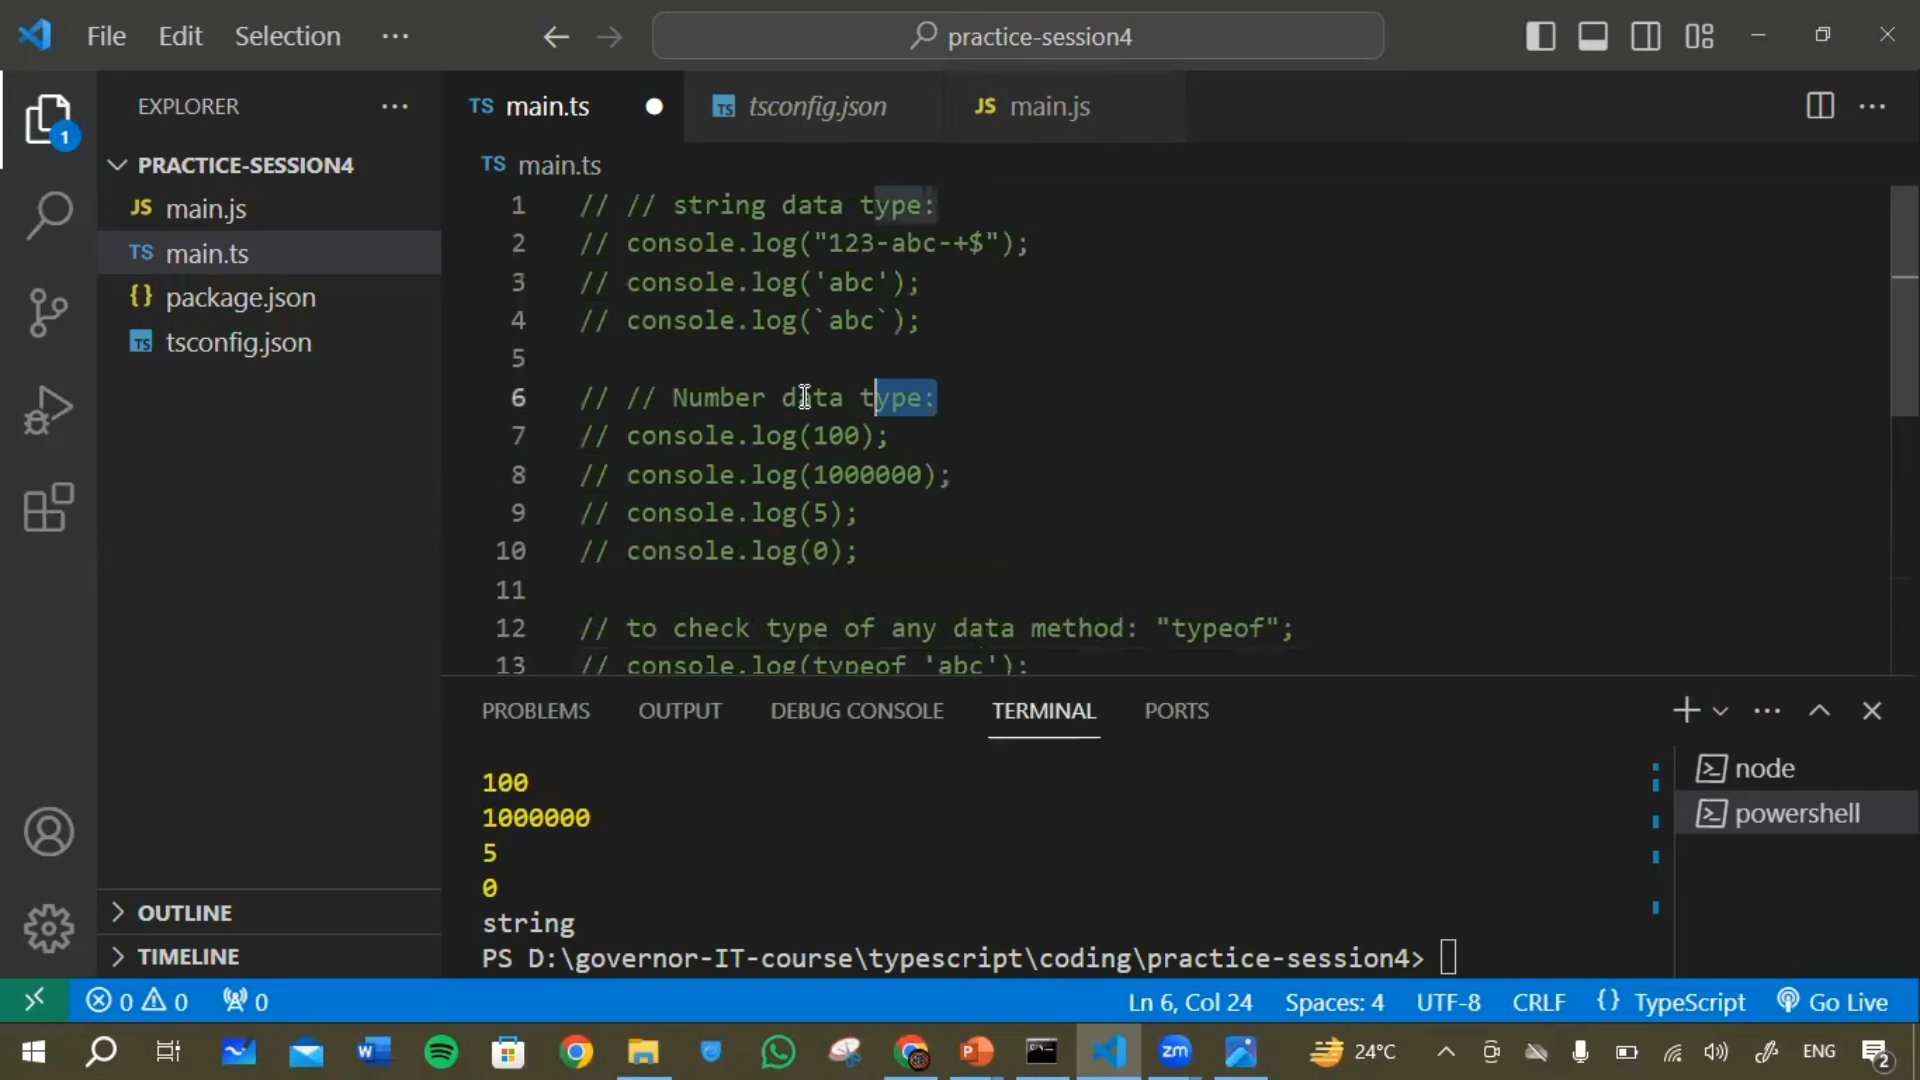 File Edit Selection ··· practice-session4
EXPLORER ···
1
PRACTICE-SESSION4
JS main.js
TS main.ts
{} package.json
TS tsconfig.json
OUTLINE
TIMELINE
TS main.ts TS tsconfig.json JS main.js ···
TS main.ts
1 // // string data type:
2 // console.log("123-abc-+$");
3 // console.log('abc');
4 // console.log(`abc`);
5
6 // // Number data type:
7 // console.log(100);
8 // console.log(1000000);
9 // console.log(5);
10 // console.log(0);
11
12 // to check type of any data method: "typeof";
13 // console.log(typeof 'abc');
PROBLEMS OUTPUT DEBUG CONSOLE TERMINAL PORTS
100
1000000
5
0
string
PS D:\governor-IT-course\typescript\coding\practice-session4>
node
powershell
0 0 0 Ln 6, Col 24 Spaces: 4 UTF-8 CRLF {} TypeScript Go Live
24°C ENG 2
zm